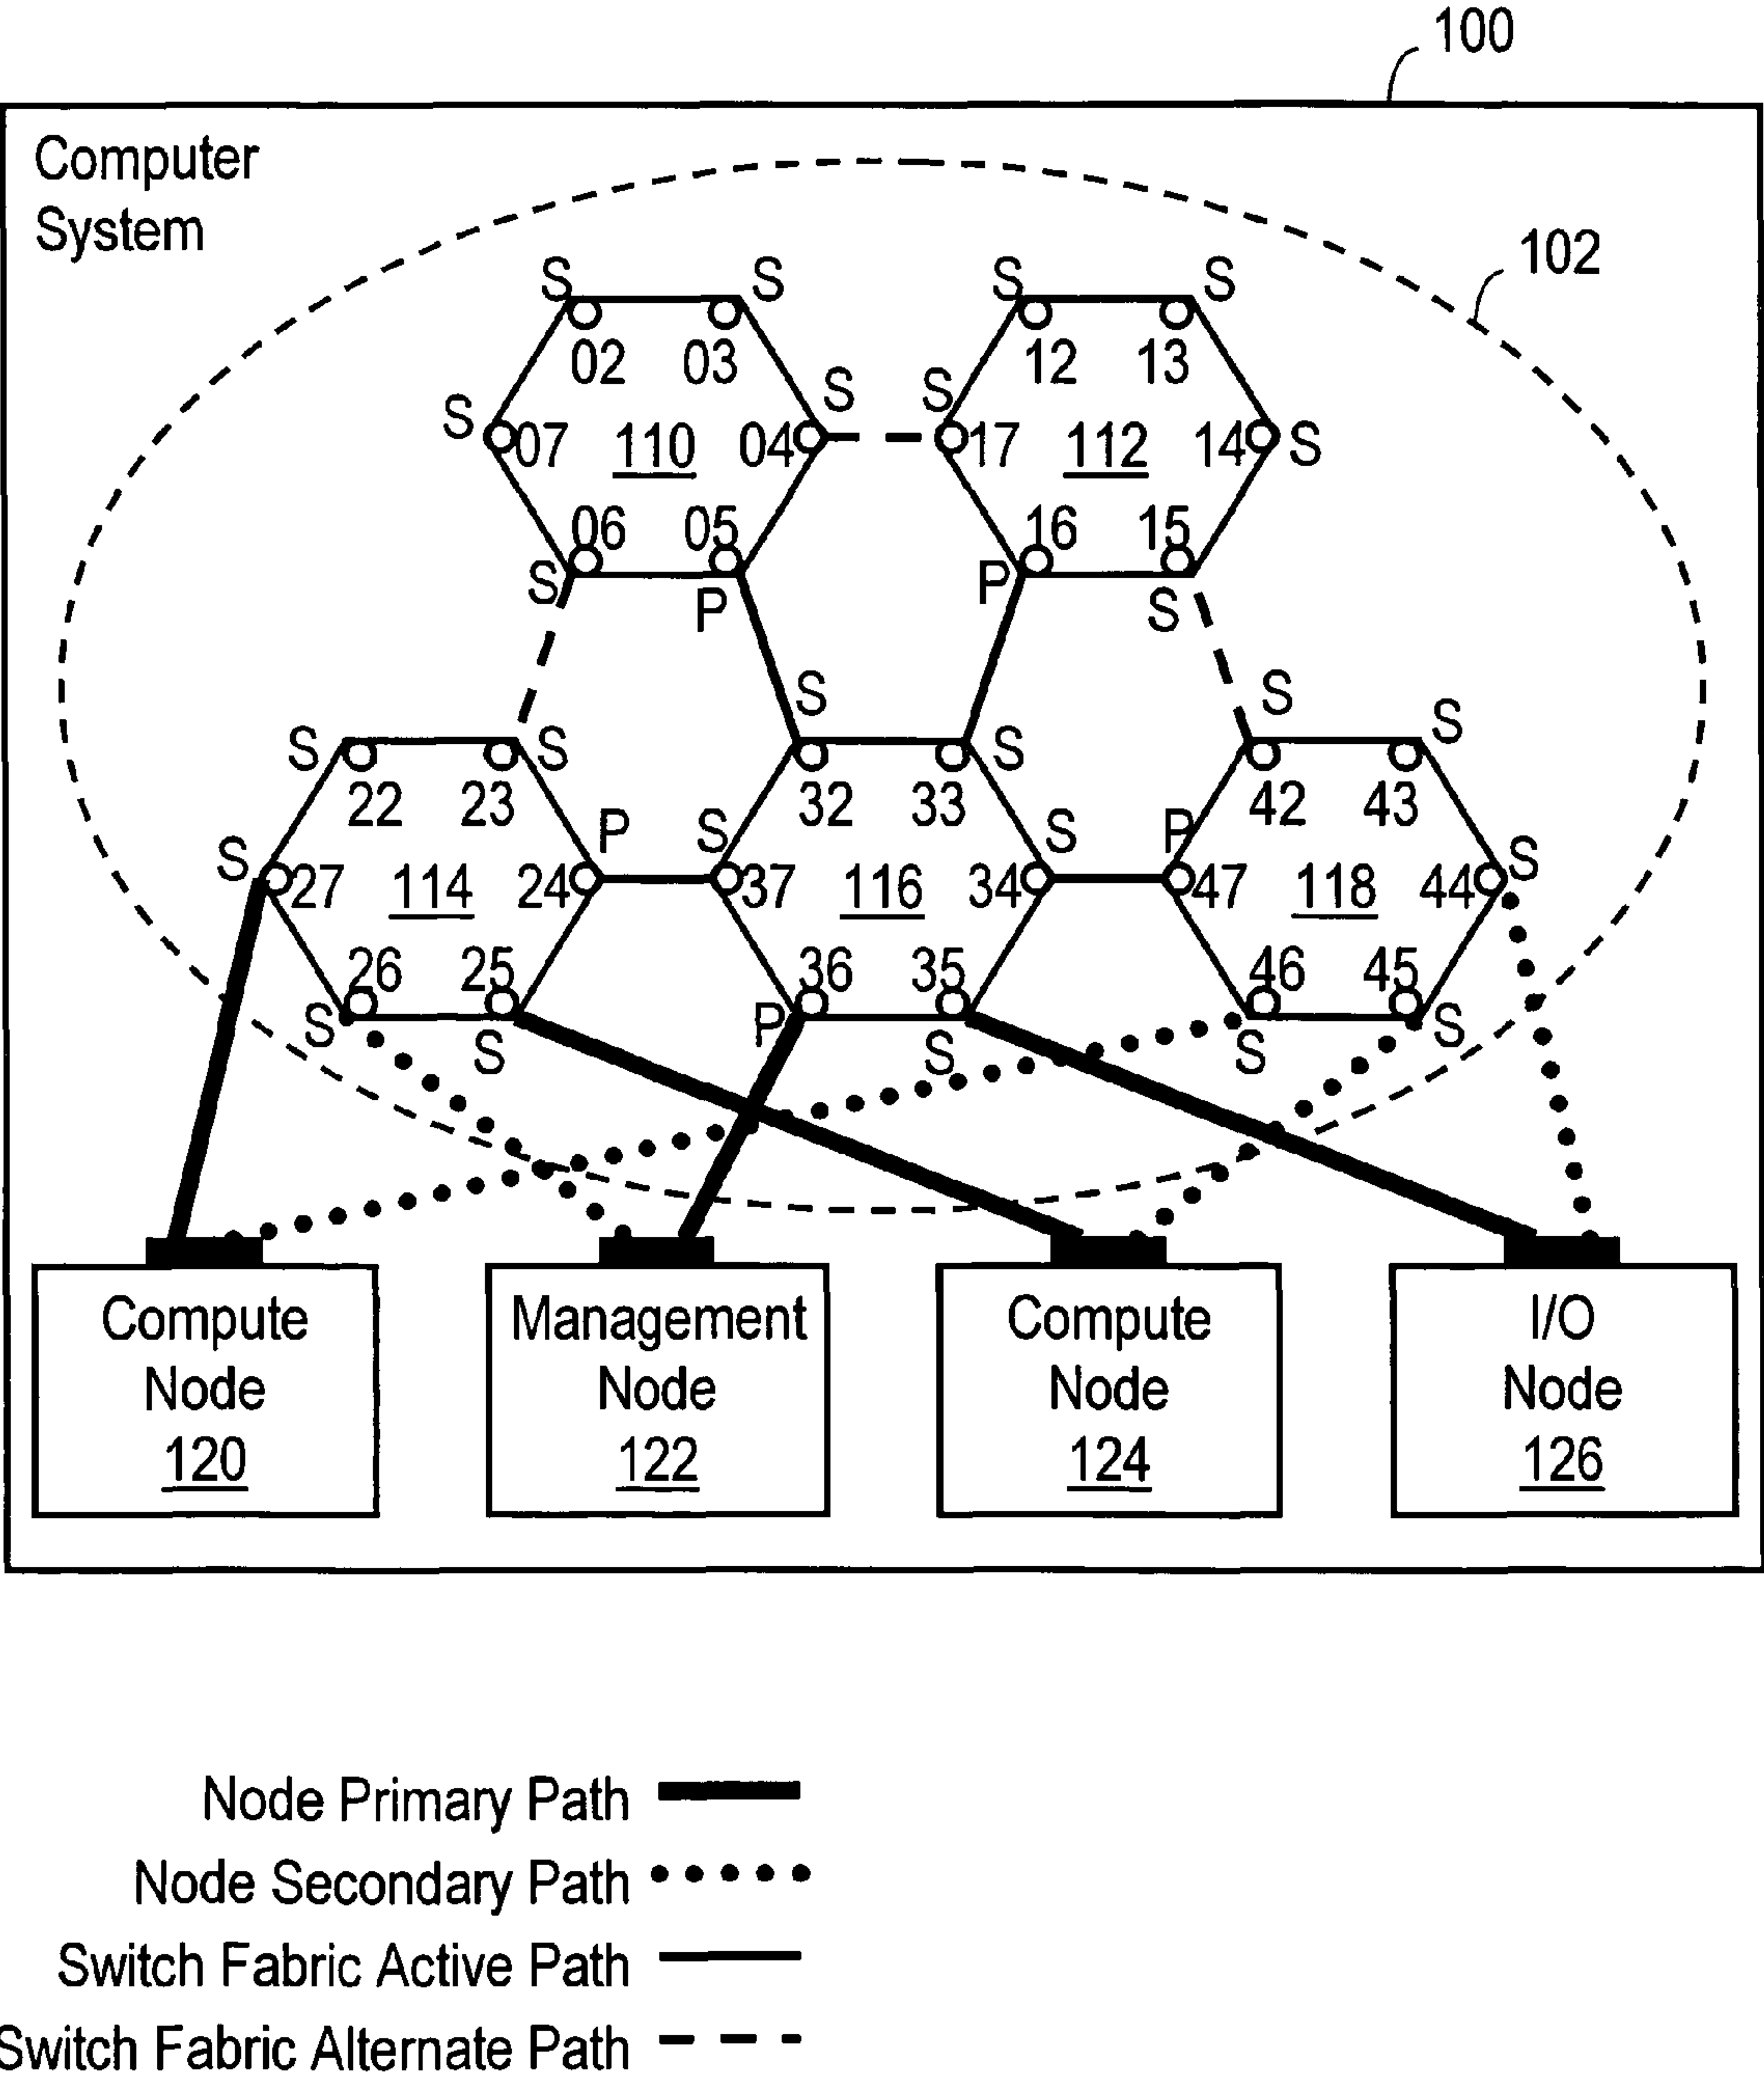 100
Computer
System
102
S S S S
02 03 12 13
S S S
07 110 04 17 112 14 S
06 05 16 15
S P P S
S S
S S S S
22 23 32 33 42 43
S P S S P S
27 114 24 37 116 34 47 118 44
26 25 36 35 46 45
S S P S S S
Compute
Node
120
Management
Node
122
Compute
Node
124
I/O
Node
126
Node Primary Path
Node Secondary Path
Switch Fabric Active Path
Switch Fabric Alternate Path